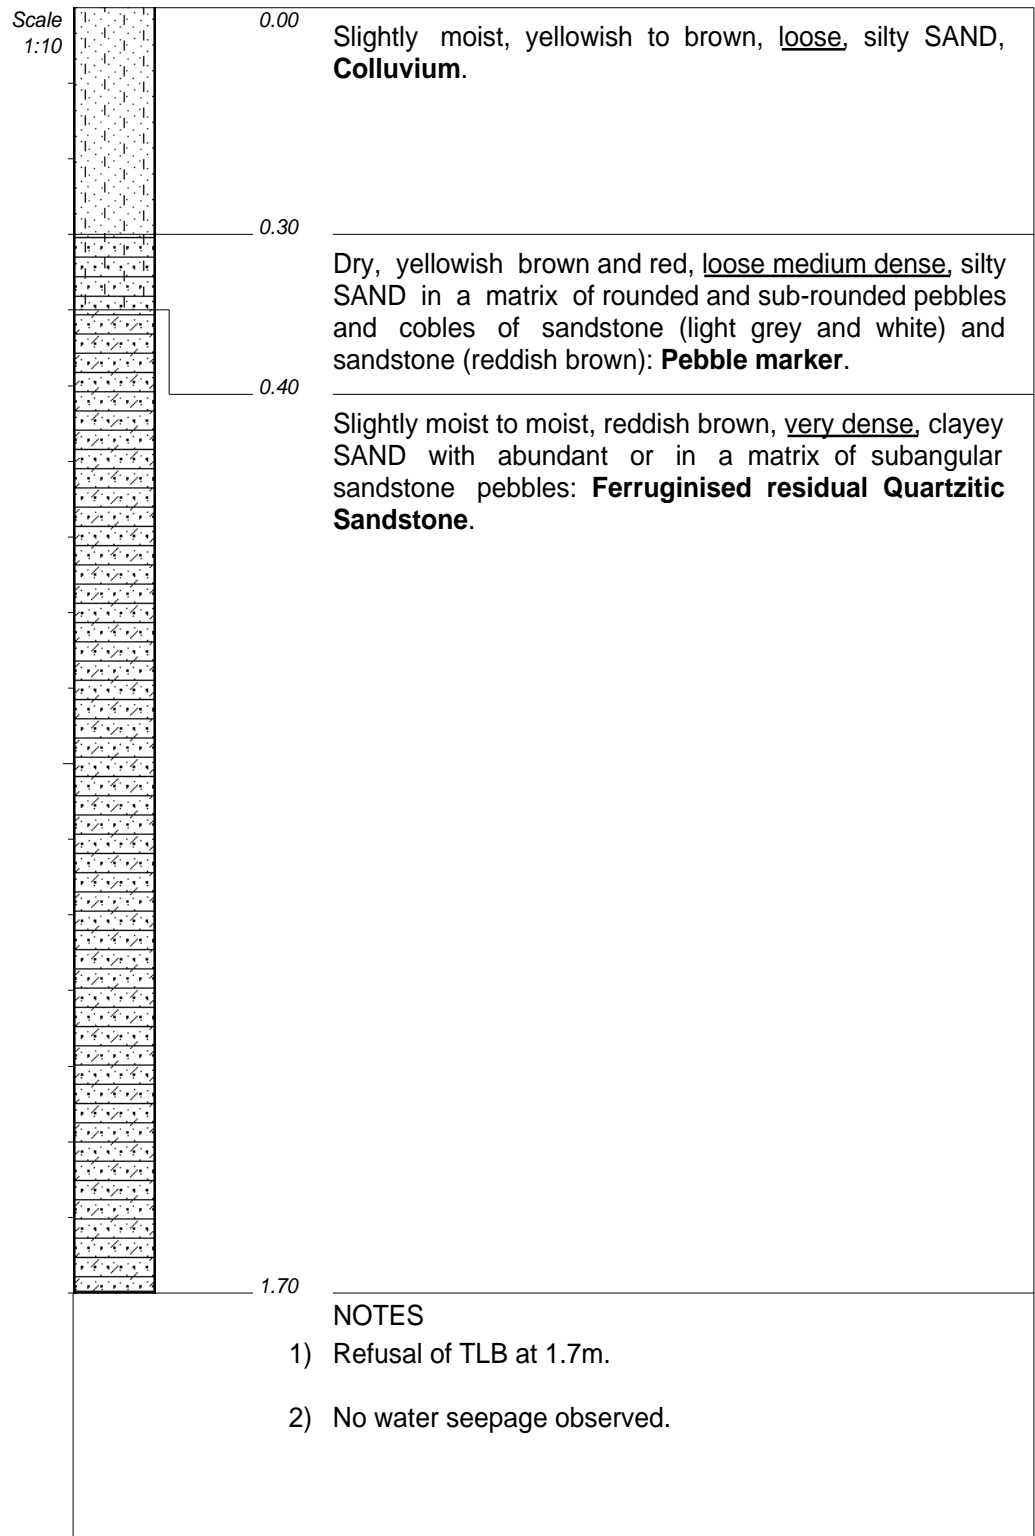 Scale
1:10
0.00
Slightly moist, yellowish to brown, loose, silty SAND,
Colluvium.
0.30
Dry, yellowish brown and red, loose medium dense, silty
SAND in a matrix of rounded and sub-rounded pebbles
and cobles of sandstone (light grey and white) and
sandstone (reddish brown): Pebble marker.
0.40
Slightly moist to moist, reddish brown, very dense, clayey
SAND with abundant or in a matrix of subangular
sandstone pebbles: Ferruginised residual Quartzitic
Sandstone.
1.70
NOTES
1) Refusal of TLB at 1.7m.
2) No water seepage observed.